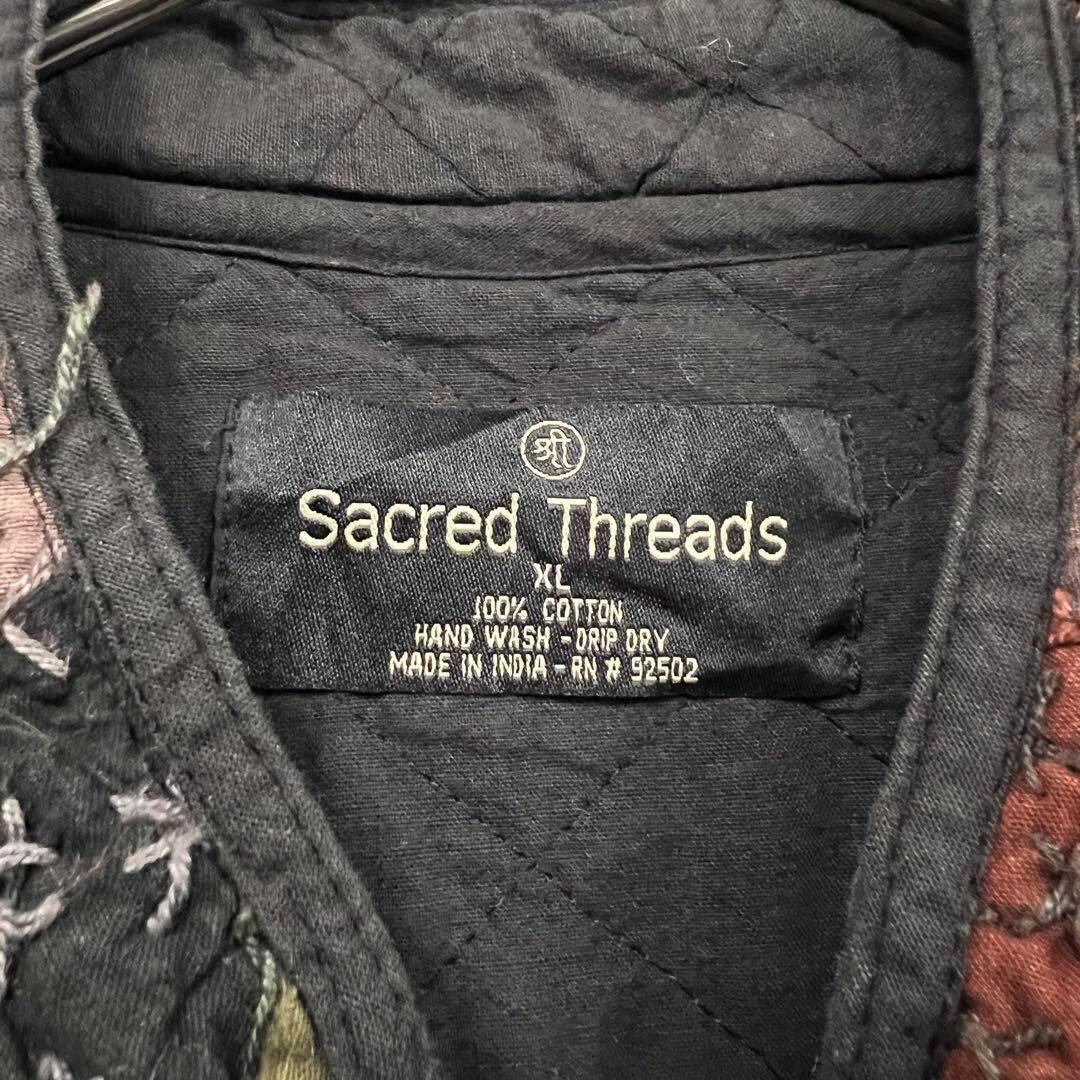 श्री
Sacred Threads
XL
100% COTTON
HAND WASH - DRIP DRY
MADE IN INDIA - RN # 92502